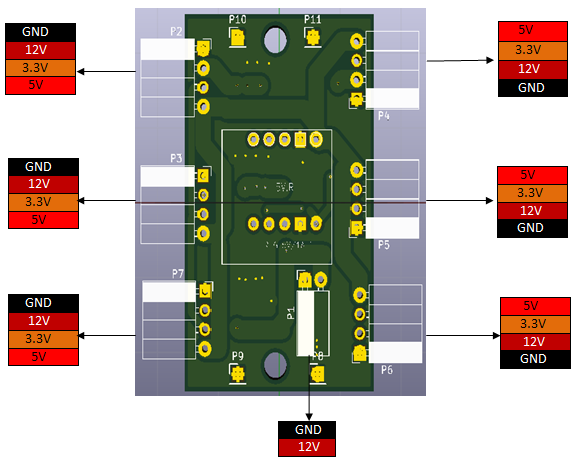 P10
P11
GND
12V
3.3V
5V
P2
5V
3.3V
12V
GND
P4
GND
12V
3.3V
5V
P3
5V
3.3V
12V
GND
P5
GND
12V
3.3V
5V
P7
P1
5V
3.3V
12V
GND
P6
P9
P8
GND
12V